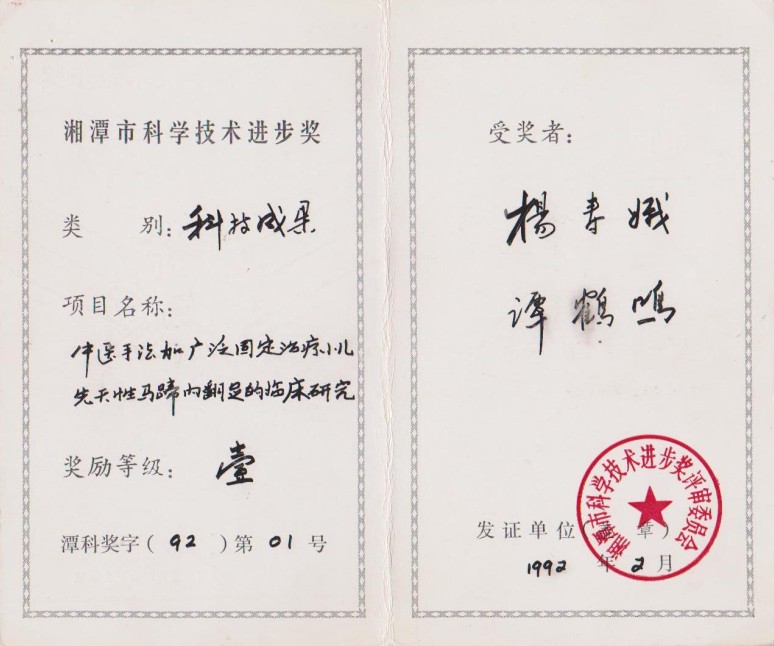 湘潭市科学技术进步奖
类 别：科技成果
项目名称：
中医手法加广泛固定治疗小儿
先天性马蹄内翻足的临床研究
奖励等级：壹
潭科奖字（92）第01号
受奖者：
楊春娥
谭鹤鸣
湘潭市科学技术进步奖评审委员会
发证单位（盖章）
1992年2月